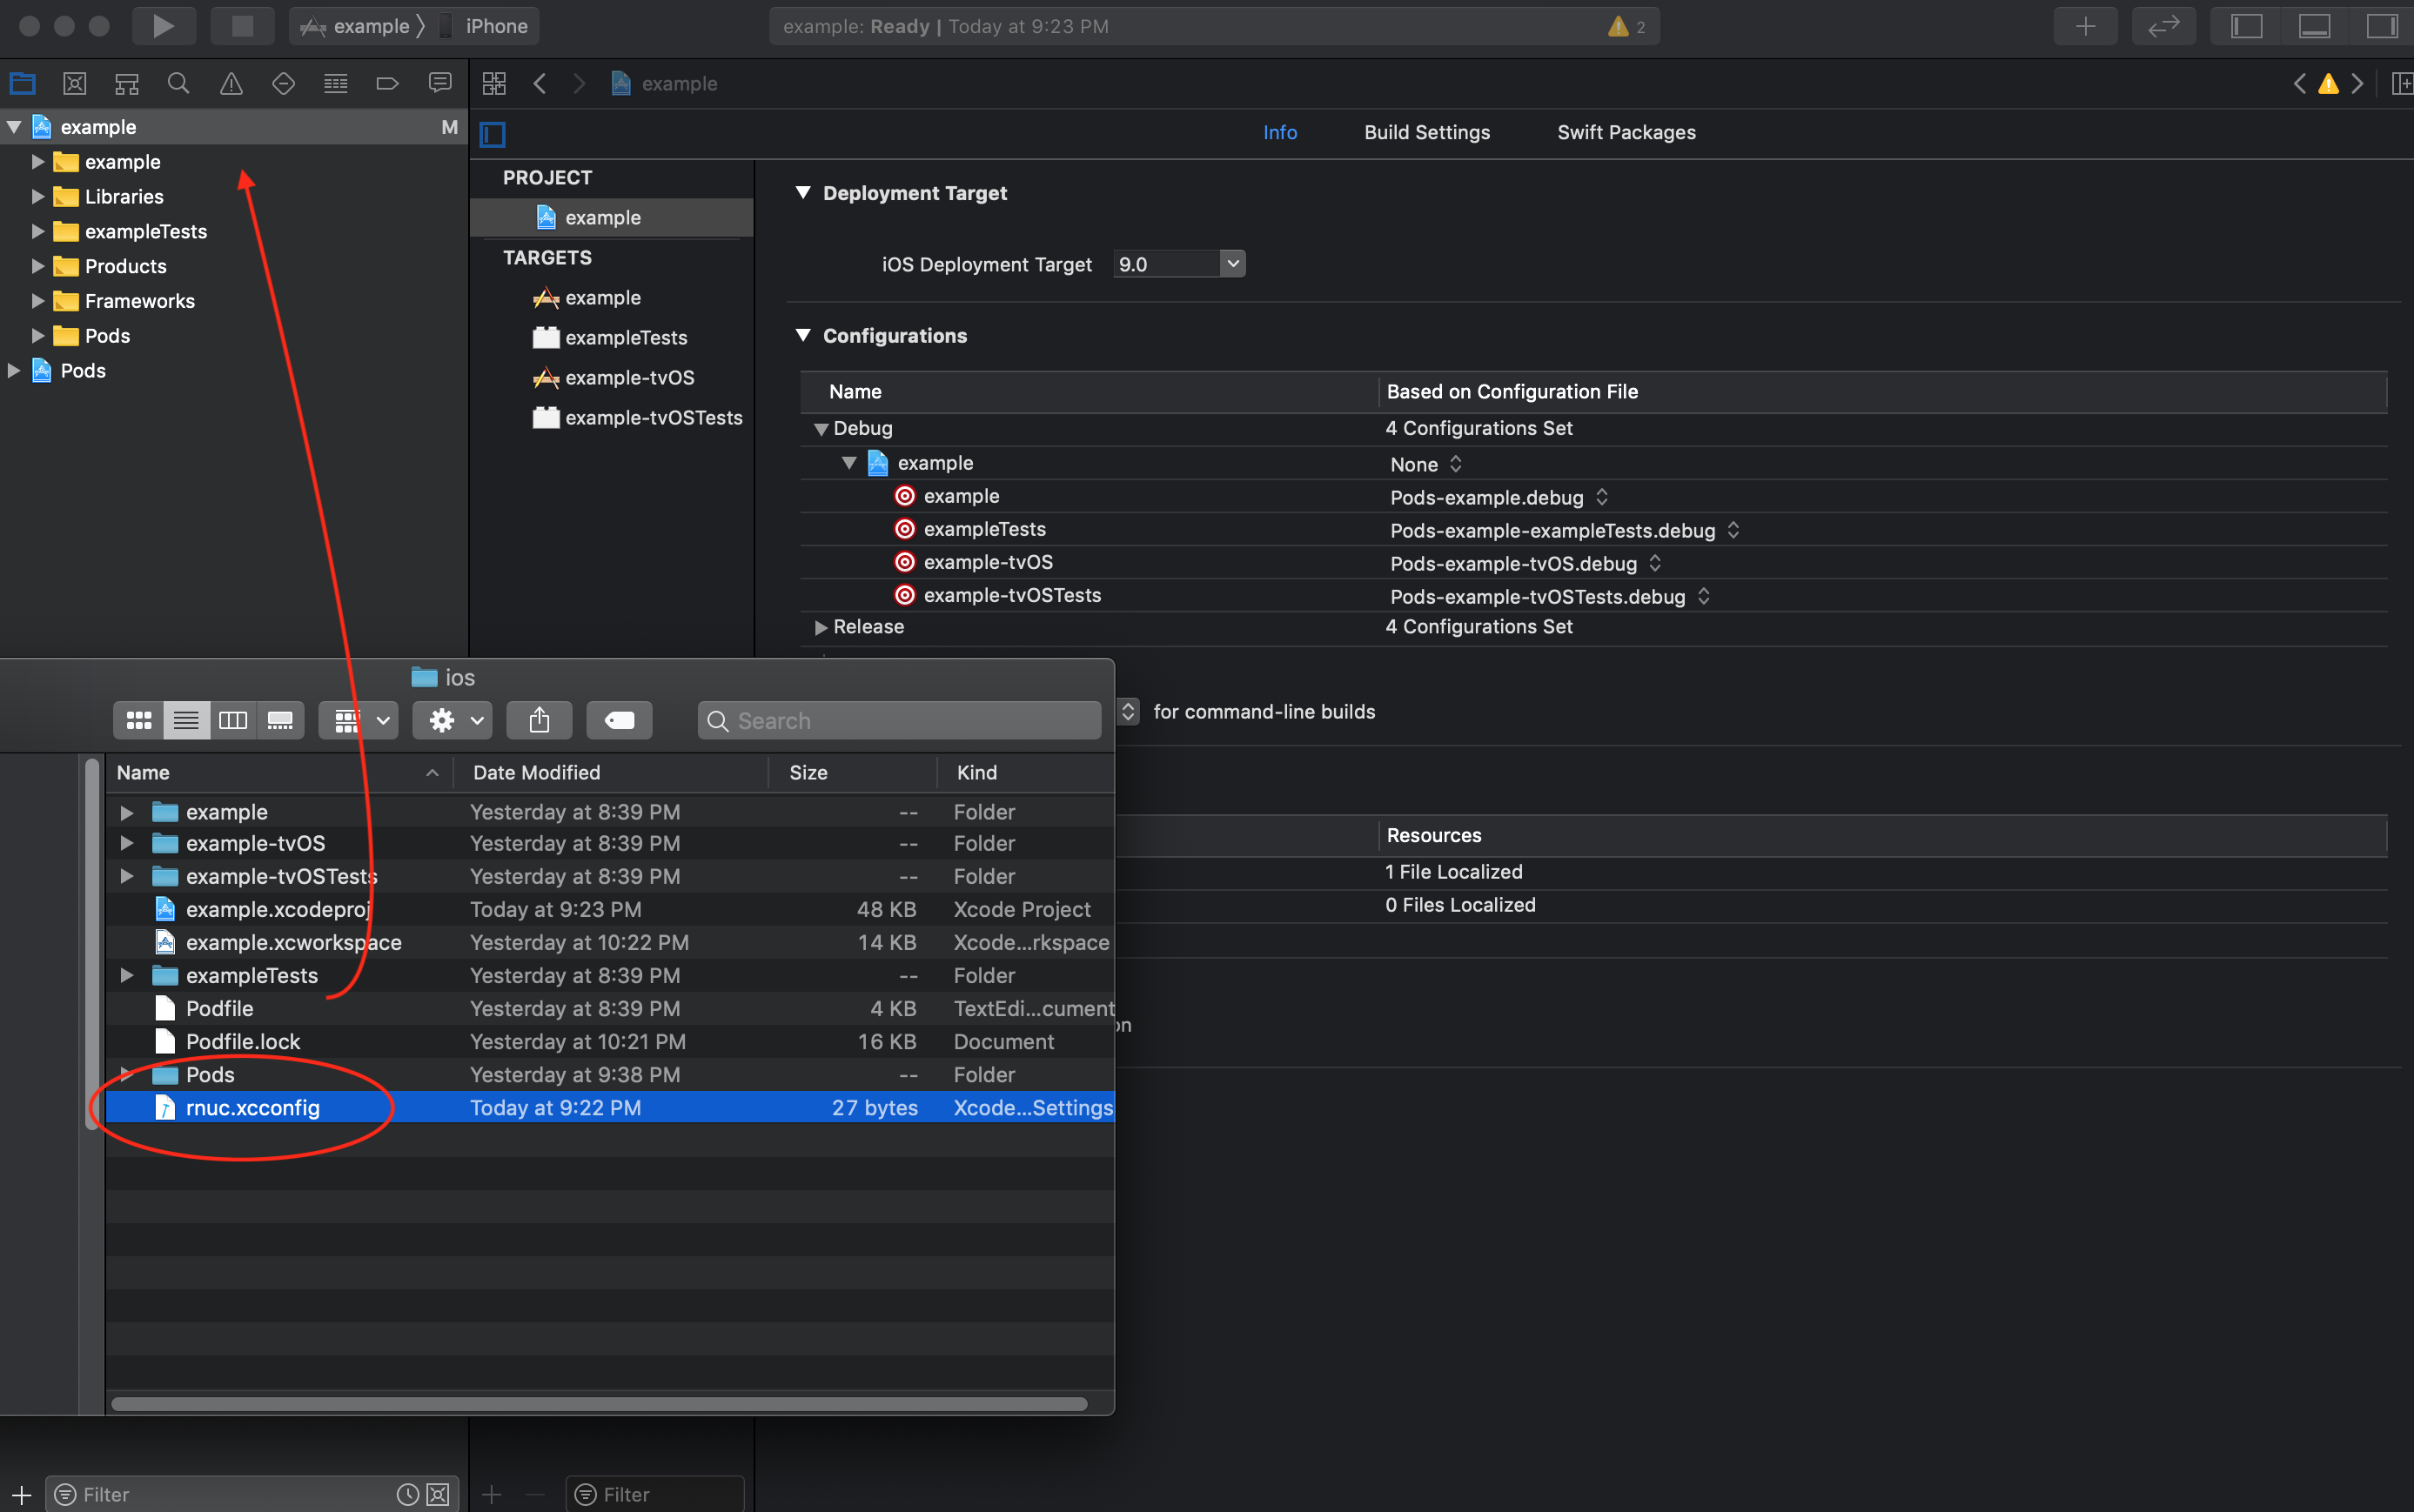 example 〉 iPhone
example: Ready | Today at 9:23 PM
2
example
example
M
example
Libraries
exampleTests
Products
Frameworks
Pods
Pods
Info
Build Settings
Swift Packages
PROJECT
example
TARGETS
example
exampleTests
example-tvOS
example-tvOSTests
Deployment Target
iOS Deployment Target
9.0
Configurations
Name
Based on Configuration File
Debug
4 Configurations Set
example
None
example
Pods-example.debug
exampleTests
Pods-example-exampleTests.debug
example-tvOS
Pods-example-tvOS.debug
example-tvOSTests
Pods-example-tvOSTests.debug
Release
4 Configurations Set
for command-line builds
Resources
1 File Localized
0 Files Localized
ios
Search
Name
Date Modified
Size
Kind
example
Yesterday at 8:39 PM
--
Folder
example-tvOS
Yesterday at 8:39 PM
--
Folder
example-tvOSTests
Yesterday at 8:39 PM
--
Folder
example.xcodeproj
Today at 9:23 PM
48 KB
Xcode Project
example.xcworkspace
Yesterday at 10:22 PM
14 KB
Xcode...rkspace
exampleTests
Yesterday at 8:39 PM
--
Folder
Podfile
Yesterday at 8:39 PM
4 KB
TextEdi...cument
Podfile.lock
Yesterday at 10:21 PM
16 KB
Document
Pods
Yesterday at 9:38 PM
--
Folder
rnuc.xcconfig
Today at 9:22 PM
27 bytes
Xcode...Settings
Filter
Filter